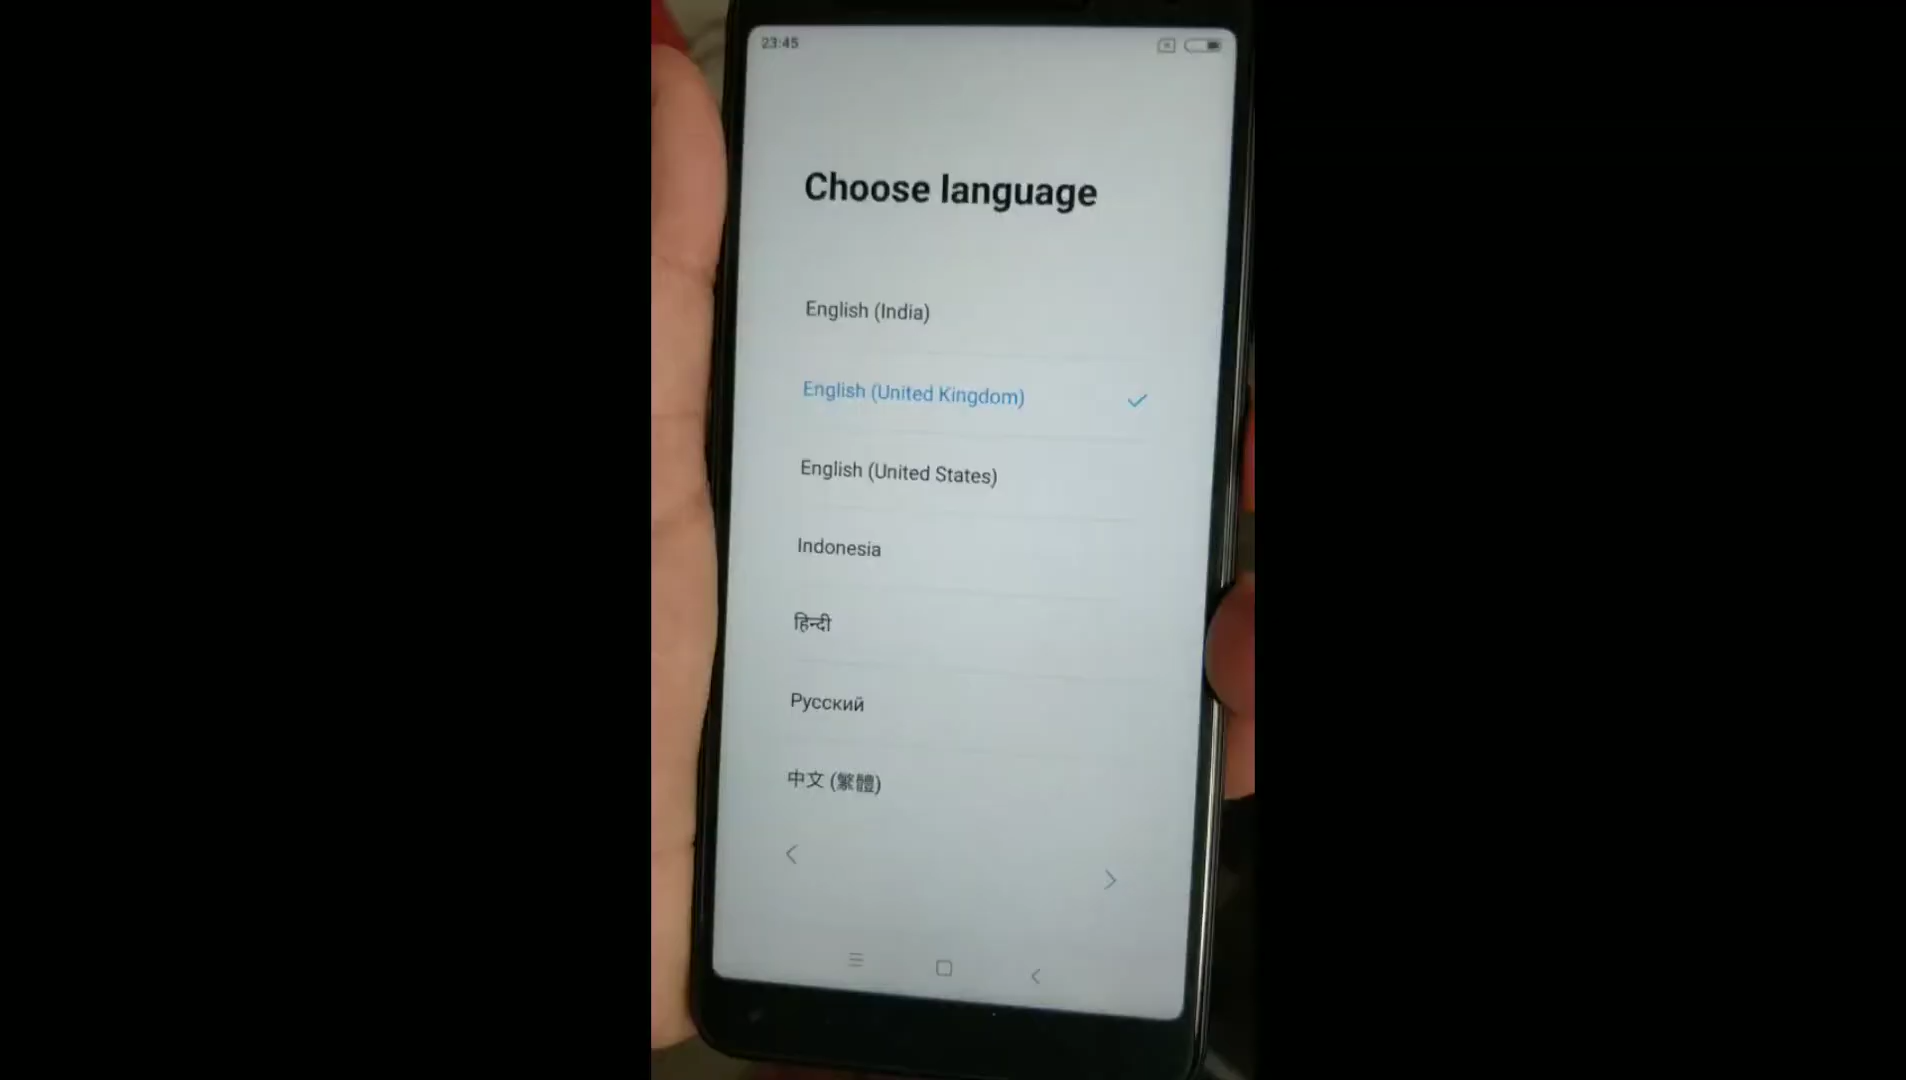 23:45
Choose language
English (India)
English (United Kingdom)
English (United States)
Indonesia
हिन्दी
Русский
中文 (繁體)